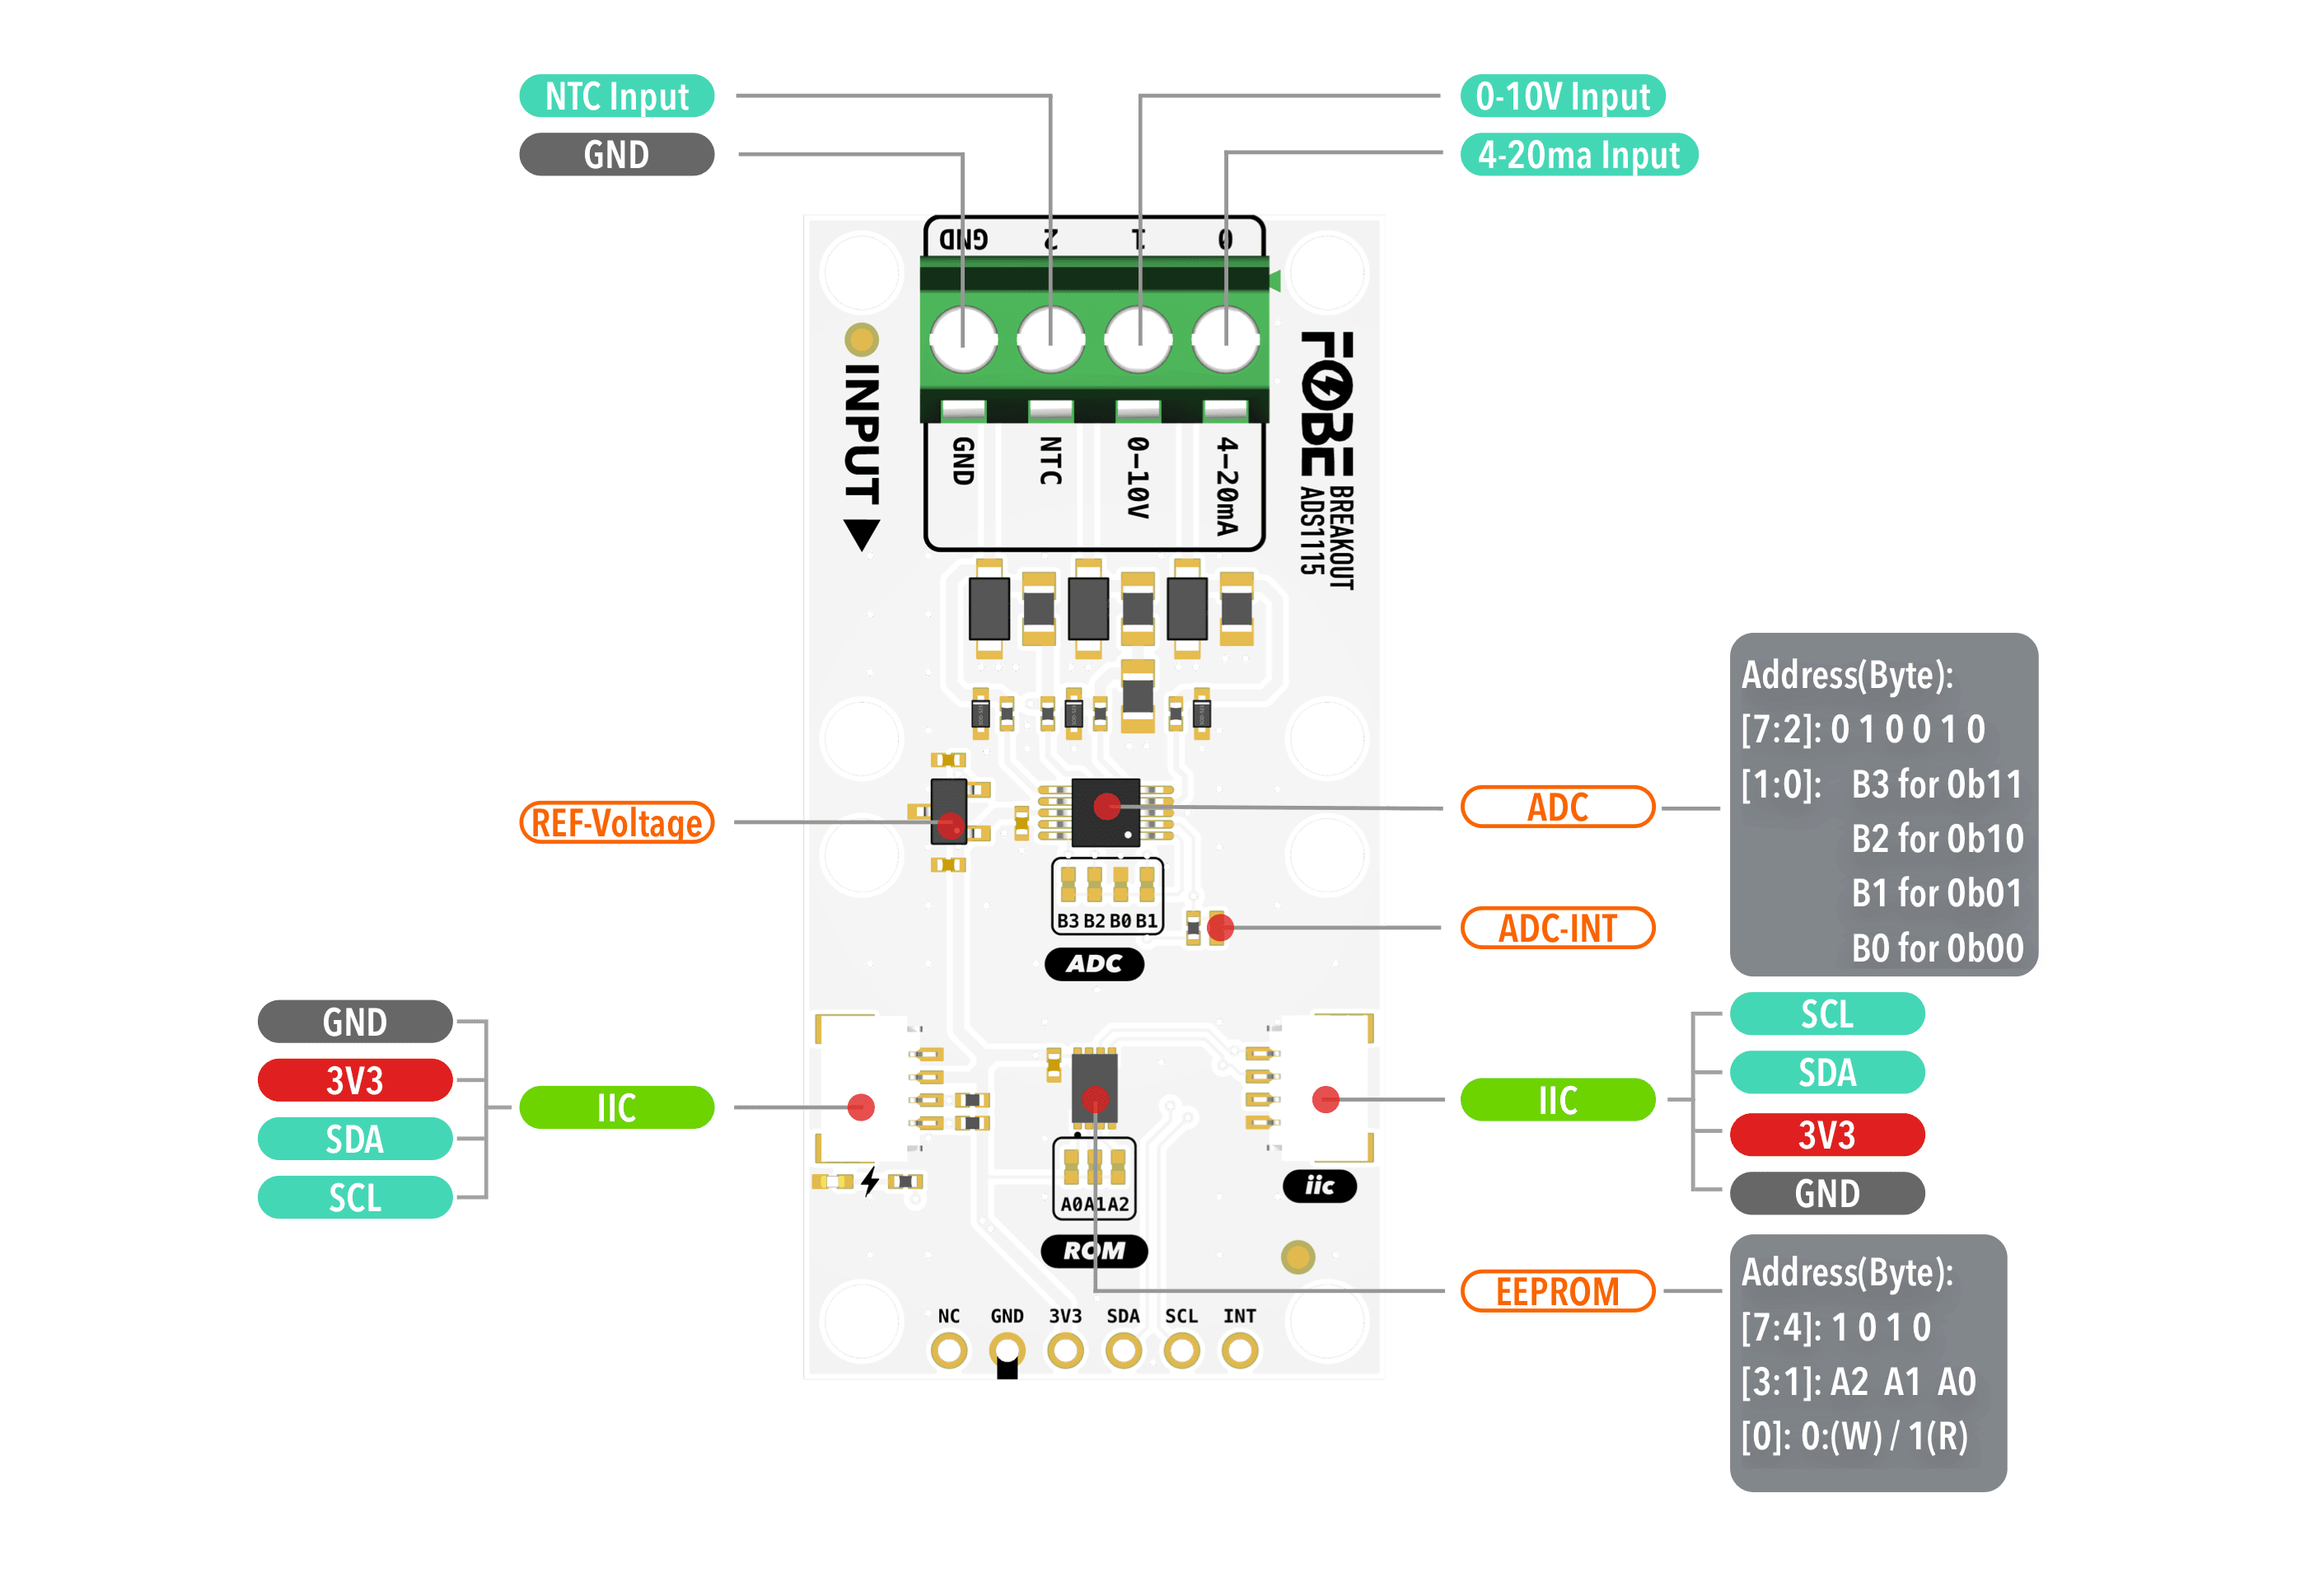 NTC Input
GND
0-10V Input
4-20ma Input
GND 2 1 0
INPUT
GND
NTC
0-10V
4-20mA
FOBE
BREAKOUT
ADS1115
REF-Voltage
ADC
ADC-INT
Address(Byte):
[7:2]: 0 1 0 0 1 0
[1:0]: B3 for 0b11
B2 for 0b10
B1 for 0b01
B0 for 0b00
B3 B2 B0 B1
ADC
GND
3V3
SDA
SCL
IIC
IIC
SCL
SDA
3V3
GND
iic
A0 A1 A2
ROM
EEPROM
Address(Byte):
[7:4]: 1 0 1 0
[3:1]: A2 A1 A0
[0]: 0:(W) / 1(R)
NC GND 3V3 SDA SCL INT